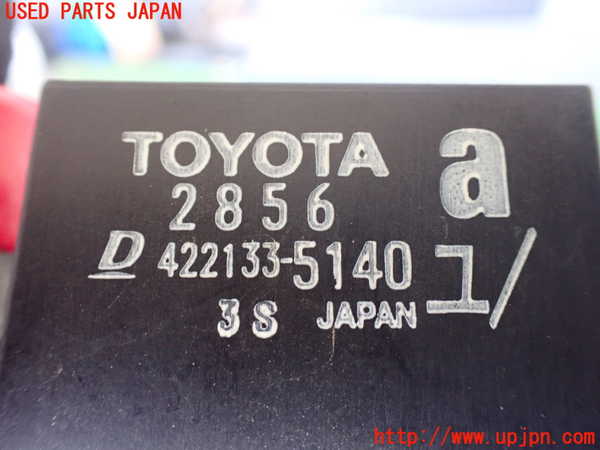 USED PARTS JAPAN
TOYOTA a
2856
D 422133-5140 ユ/
3S JAPAN
http://www.upjpn.com